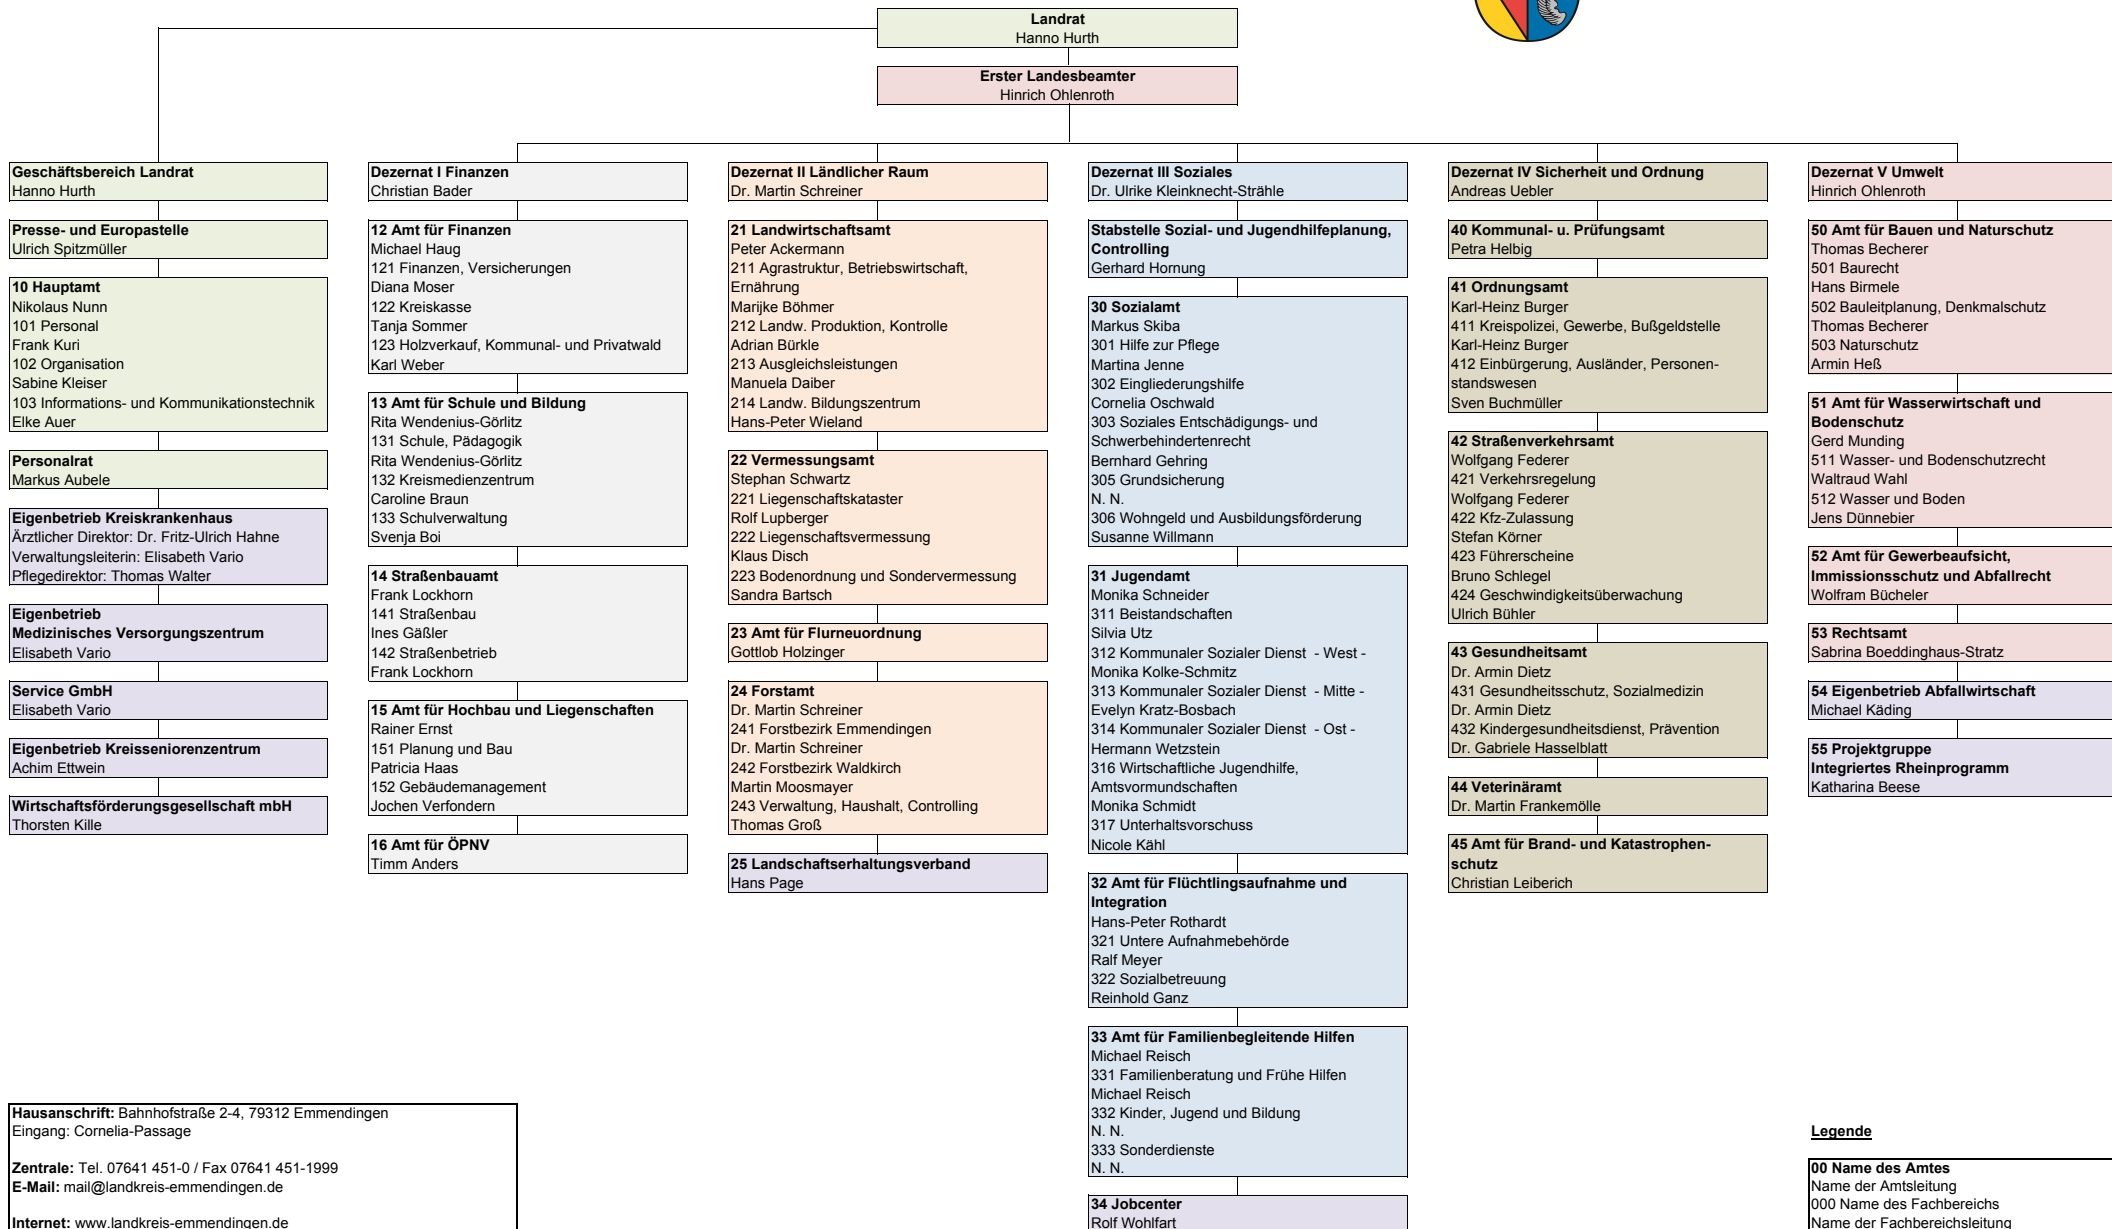 Landrat
Hanno Hurth
Erster Landesbeamter
Hinrich Ohlenroth
Geschäftsbereich Landrat
Hanno Hurth
Presse- und Europastelle
Ulrich Spitzmüller
10 Hauptamt
Nikolaus Nunn
101 Personal
Frank Kuri
102 Organisation
Sabine Kleiser
103 Informations- und Kommunikationstechnik
Elke Auer
Personalrat
Markus Aubele
Eigenbetrieb Kreiskrankenhaus
Ärztlicher Direktor: Dr. Fritz-Ulrich Hahne
Verwaltungsleiterin: Elisabeth Vario
Pflegedirektor: Thomas Walter
Eigenbetrieb
Medizinisches Versorgungszentrum
Elisabeth Vario
Service GmbH
Elisabeth Vario
Eigenbetrieb Kreisseniorenzentrum
Achim Ettwein
Wirtschaftsförderungsgesellschaft mbH
Thorsten Kille
Dezernat I Finanzen
Christian Bader
12 Amt für Finanzen
Michael Haug
121 Finanzen, Versicherungen
Diana Moser
122 Kreiskasse
Tanja Sommer
123 Holzverkauf, Kommunal- und Privatwald
Karl Weber
13 Amt für Schule und Bildung
Rita Wendenius-Görlitz
131 Schule, Pädagogik
Rita Wendenius-Görlitz
132 Kreismedienzentrum
Caroline Braun
133 Schulverwaltung
Svenja Boi
14 Straßenbauamt
Frank Lockhorn
141 Straßenbau
Ines Gäßler
142 Straßenbetrieb
Frank Lockhorn
15 Amt für Hochbau und Liegenschaften
Rainer Ernst
151 Planung und Bau
Patricia Haas
152 Gebäudemanagement
Jochen Verfondern
16 Amt für ÖPNV
Timm Anders
Dezernat II Ländlicher Raum
Dr. Martin Schreiner
21 Landwirtschaftsamt
Peter Ackermann
211 Agrastruktur, Betriebswirtschaft,
Ernährung
Marijke Böhmer
212 Landw. Produktion, Kontrolle
Adrian Bürkle
213 Ausgleichsleistungen
Manuela Daiber
214 Landw. Bildungszentrum
Hans-Peter Wieland
22 Vermessungsamt
Stephan Schwartz
221 Liegenschaftskataster
Rolf Lupberger
222 Liegenschaftsvermessung
Klaus Disch
223 Bodenordnung und Sondervermessung
Sandra Bartsch
23 Amt für Flurneuordnung
Gottlob Holzinger
24 Forstamt
Dr. Martin Schreiner
241 Forstbezirk Emmendingen
Dr. Martin Schreiner
242 Forstbezirk Waldkirch
Martin Moosmayer
243 Verwaltung, Haushalt, Controlling
Thomas Groß
25 Landschaftserhaltungsverband
Hans Page
Dezernat III Soziales
Dr. Ulrike Kleinknecht-Strähle
Stabstelle Sozial- und Jugendhilfeplanung,
Controlling
Gerhard Hornung
30 Sozialamt
Markus Skiba
301 Hilfe zur Pflege
Martina Jenne
302 Eingliederungshilfe
Cornelia Oschwald
303 Soziales Entschädigungs- und
Schwerbehindertenrecht
Bernhard Gehring
305 Grundsicherung
N. N.
306 Wohngeld und Ausbildungsförderung
Susanne Willmann
31 Jugendamt
Monika Schneider
311 Beistandschaften
Silvia Utz
312 Kommunaler Sozialer Dienst - West -
Monika Kolke-Schmitz
313 Kommunaler Sozialer Dienst - Mitte -
Evelyn Kratz-Bosbach
314 Kommunaler Sozialer Dienst - Ost -
Hermann Wetzstein
316 Wirtschaftliche Jugendhilfe,
Amtsvormundschaften
Monika Schmidt
317 Unterhaltsvorschuss
Nicole Kähl
32 Amt für Flüchtlingsaufnahme und
Integration
Hans-Peter Rothardt
321 Untere Aufnahmebehörde
Ralf Meyer
322 Sozialbetreuung
Reinhold Ganz
33 Amt für Familienbegleitende Hilfen
Michael Reisch
331 Familienberatung und Frühe Hilfen
Michael Reisch
332 Kinder, Jugend und Bildung
N. N.
333 Sonderdienste
N. N.
34 Jobcenter
Rolf Wohlfart
Dezernat IV Sicherheit und Ordnung
Andreas Uebler
40 Kommunal- u. Prüfungsamt
Petra Helbig
41 Ordnungsamt
Karl-Heinz Burger
411 Kreispolizei, Gewerbe, Bußgeldstelle
Karl-Heinz Burger
412 Einbürgerung, Ausländer, Personen-
standswesen
Sven Buchmüller
42 Straßenverkehrsamt
Wolfgang Federer
421 Verkehrsregelung
Wolfgang Federer
422 Kfz-Zulassung
Stefan Körner
423 Führerscheine
Bruno Schlegel
424 Geschwindigkeitsüberwachung
Ulrich Bühler
43 Gesundheitsamt
Dr. Armin Dietz
431 Gesundheitsschutz, Sozialmedizin
Dr. Armin Dietz
432 Kindergesundheitsdienst, Prävention
Dr. Gabriele Hasselblatt
44 Veterinäramt
Dr. Martin Frankemölle
45 Amt für Brand- und Katastrophen-
schutz
Christian Leiberich
Dezernat V Umwelt
Hinrich Ohlenroth
50 Amt für Bauen und Naturschutz
Thomas Becherer
501 Baurecht
Hans Birmele
502 Bauleitplanung, Denkmalschutz
Thomas Becherer
503 Naturschutz
Armin Heß
51 Amt für Wasserwirtschaft und
Bodenschutz
Gerd Munding
511 Wasser- und Bodenschutzrecht
Waltraud Wahl
512 Wasser und Boden
Jens Dünnebier
52 Amt für Gewerbeaufsicht,
Immissionsschutz und Abfallrecht
Wolfram Bücheler
53 Rechtsamt
Sabrina Boeddinghaus-Stratz
54 Eigenbetrieb Abfallwirtschaft
Michael Käding
55 Projektgruppe
Integriertes Rheinprogramm
Katharina Beese
Hausanschrift: Bahnhofstraße 2-4, 79312 Emmendingen
Eingang: Cornelia-Passage
Zentrale: Tel. 07641 451-0 / Fax 07641 451-1999
E-Mail: mail@landkreis-emmendingen.de
Internet: www.landkreis-emmendingen.de
Legende
00 Name des Amtes
Name der Amtsleitung
000 Name des Fachbereichs
Name der Fachbereichsleitung